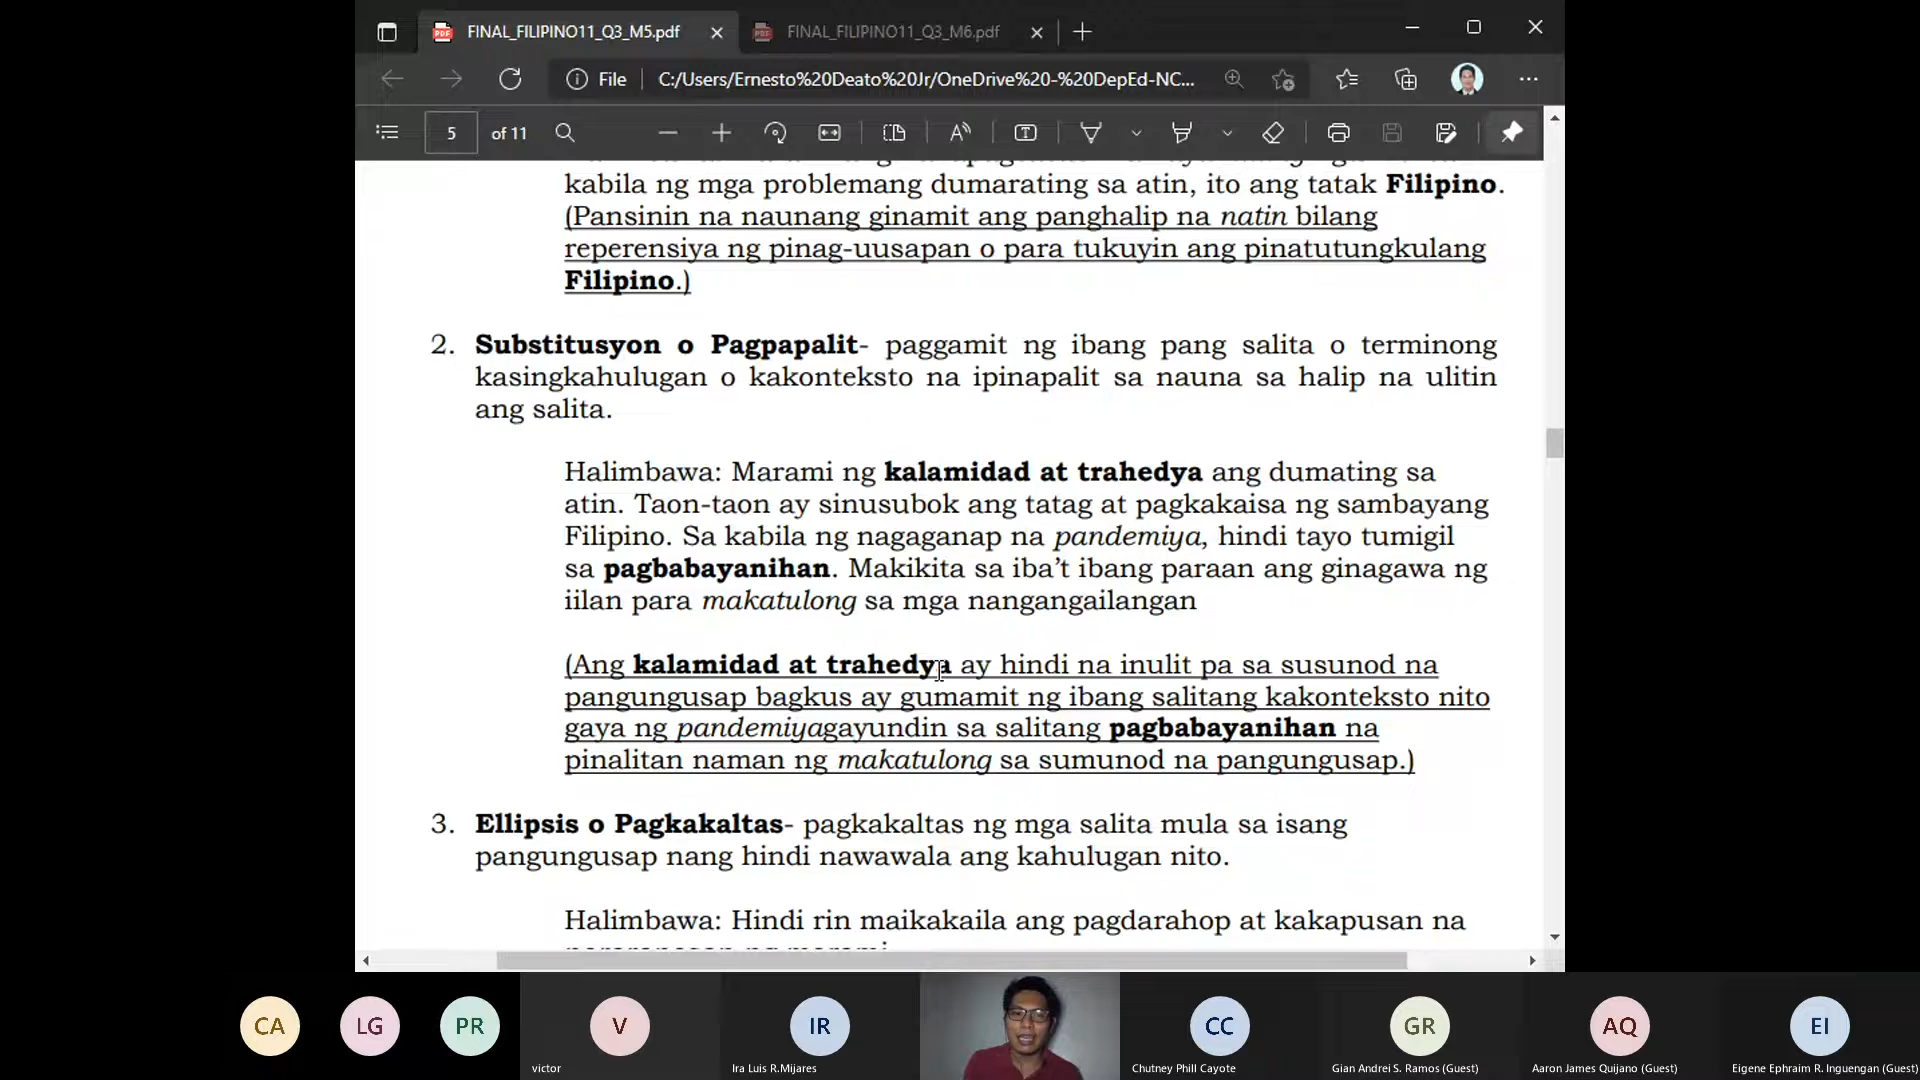 FINAL_FILIPINO11_Q3_M5.pdf
FINAL_FILIPINO11_Q3_M6.pdf
File
C:/Users/Ernesto%20Deato%20Jr/OneDrive%20-%20DepEd-NC...
5 of 11
kabila ng mga problemang dumarating sa atin, ito ang tatak Filipino.
(Pansinin na naunang ginamit ang panghalip na natin bilang
reperensiya ng pinag-uusapan o para tukuyin ang pinatutungkulang
Filipino.)
2. Substitusyon o Pagpapalit- paggamit ng ibang pang salita o terminong
kasingkahulugan o kakonteksto na ipinapalit sa nauna sa halip na ulitin
ang salita.
Halimbawa: Marami ng kalamidad at trahedya ang dumating sa
atin. Taon-taon ay sinusubok ang tatag at pagkakaisa ng sambayang
Filipino. Sa kabila ng nagaganap na pandemiya, hindi tayo tumigil
sa pagbabayanihan. Makikita sa iba’t ibang paraan ang ginagawa ng
iilan para makatulong sa mga nangangailangan
(Ang kalamidad at trahedya ay hindi na inulit pa sa susunod na
pangungusap bagkus ay gumamit ng ibang salitang kakonteksto nito
gaya ng pandemiyagayundin sa salitang pagbabayanihan na
pinalitan naman ng makatulong sa sumunod na pangungusap.)
3. Ellipsis o Pagkakaltas- pagkakaltas ng mga salita mula sa isang
pangungusap nang hindi nawawala ang kahulugan nito.
Halimbawa: Hindi rin maikakaila ang pagdarahop at kakapusan na
CA
LG
PR
V
IR
CC
GR
AQ
EI
victor
Ira Luis R.Mijares
Chutney Phill Cayote
Gian Andrei S. Ramos (Guest)
Aaron James Quijano (Guest)
Eigene Ephraim R. Inguengan (Guest)